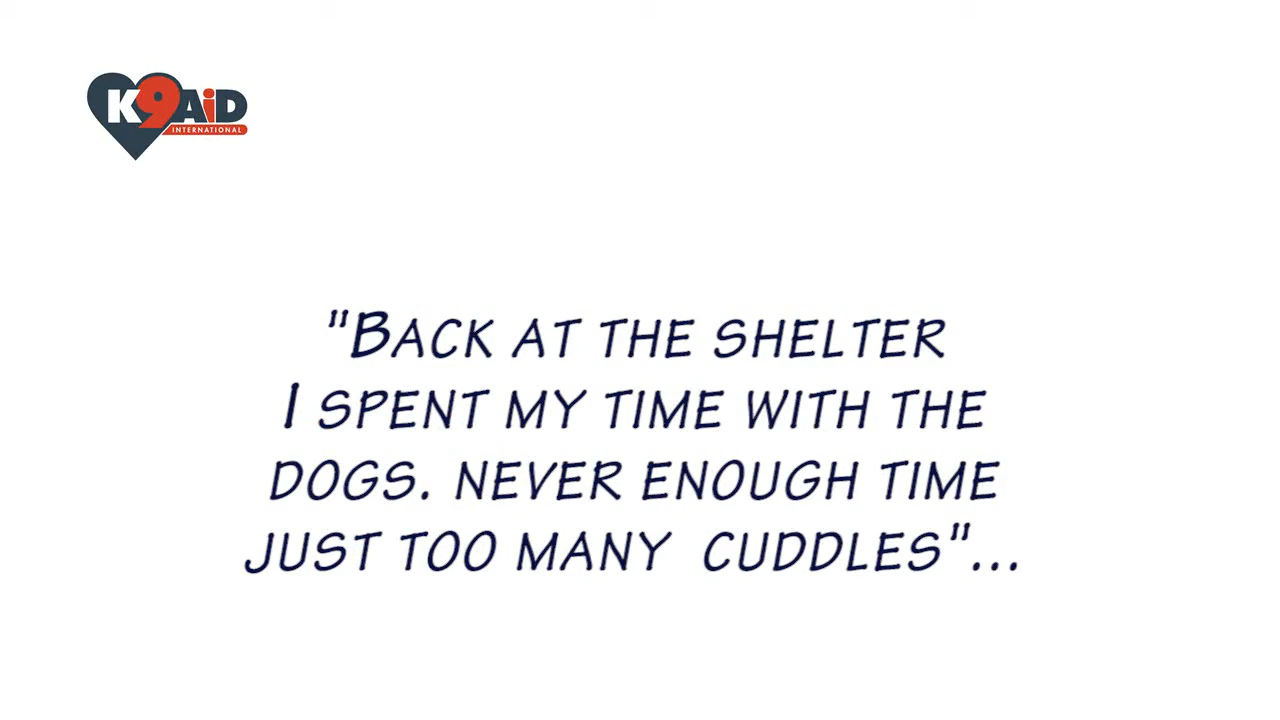 K9AiD
INTERNATIONAL
"BACK AT THE SHELTER
I SPENT MY TIME WITH THE
DOGS. NEVER ENOUGH TIME
JUST TOO MANY CUDDLES"...